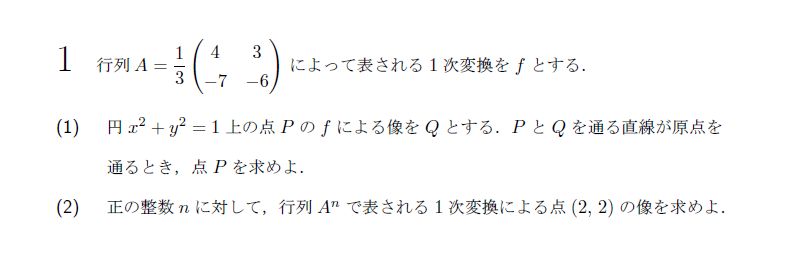 1 行列 A = \frac{1}{3} \begin{pmatrix} 4 & 3 \\ -7 & -6 \end{pmatrix} によって表される 1 次変換を f とする．
(1) 円 x^2 + y^2 = 1 上の点 P の f による像を Q とする．P と Q を通る直線が原点を
通るとき，点 P を求めよ．
(2) 正の整数 n に対して，行列 A^n で表される 1 次変換による点 (2, 2) の像を求めよ．